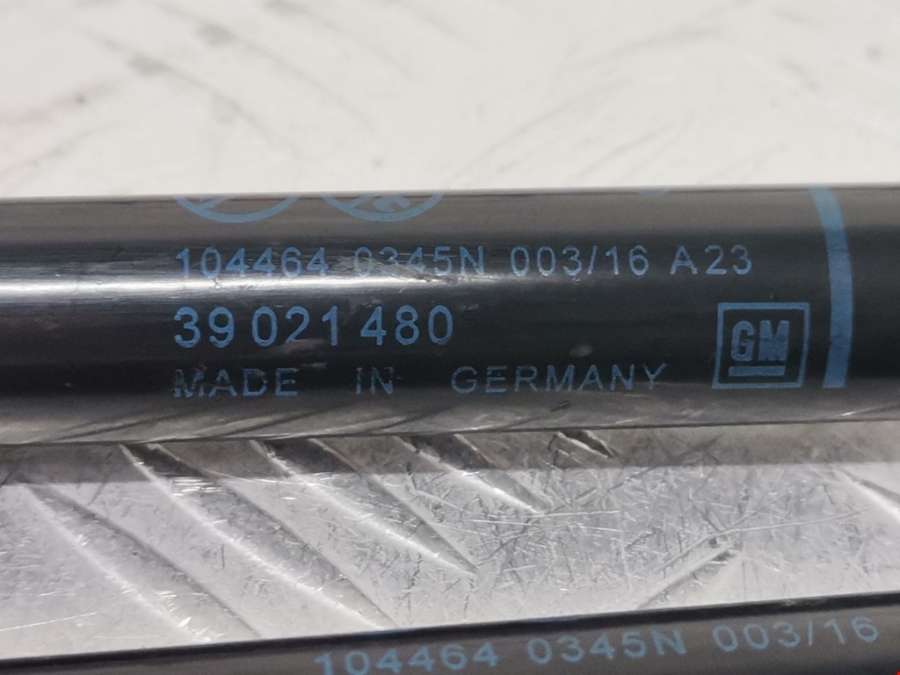 104464 0345N 003/16 A23
39 021 480
MADE IN GERMANY
GM
104464 0345N 003/16